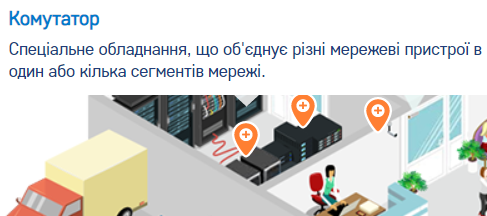 Комутатор
Спеціальне обладнання, що об'єднує різні мережеві пристрої в
один або кілька сегментів мережі.